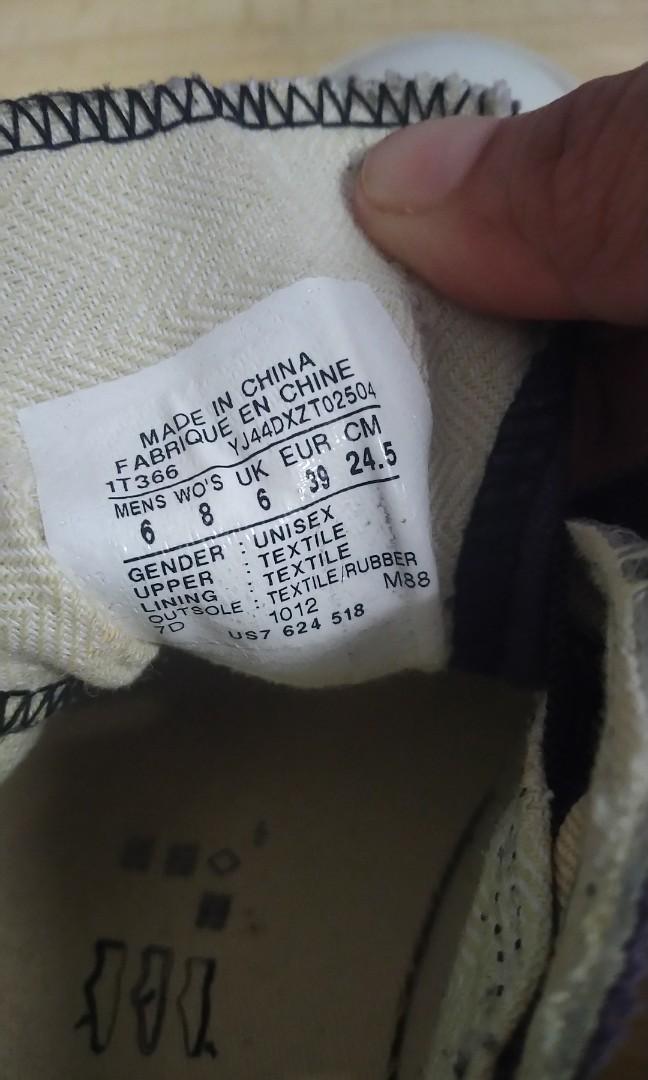 MADE IN CHINA
FABRIQUE EN CHINE
1T366 YJ44DXZT02504
MENS WO'S UK EUR CM
6 8 6 39 24.5
GENDER : UNISEX
UPPER : TEXTILE
LINING : TEXTILE
OUTSOLE : TEXTILE/RUBBER
7D 1012 M88
US7 624 518